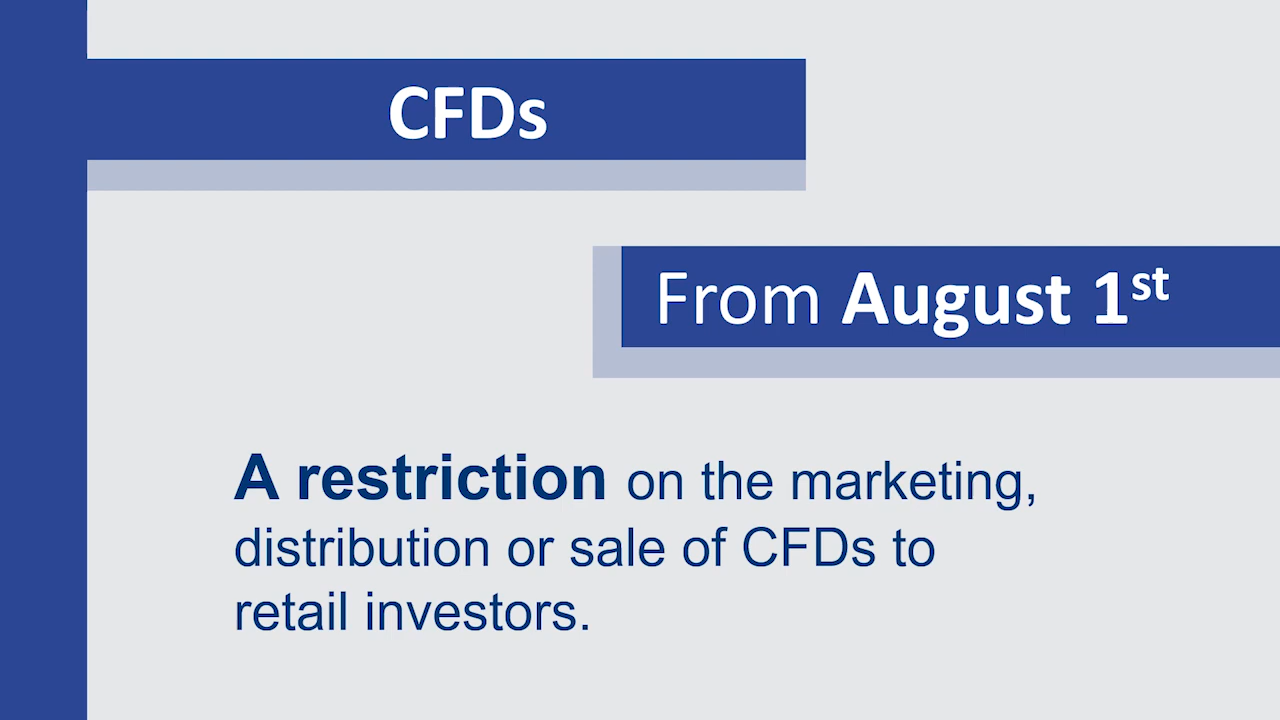 CFDs
From August 1st
A restriction on the marketing,
distribution or sale of CFDs to
retail investors.